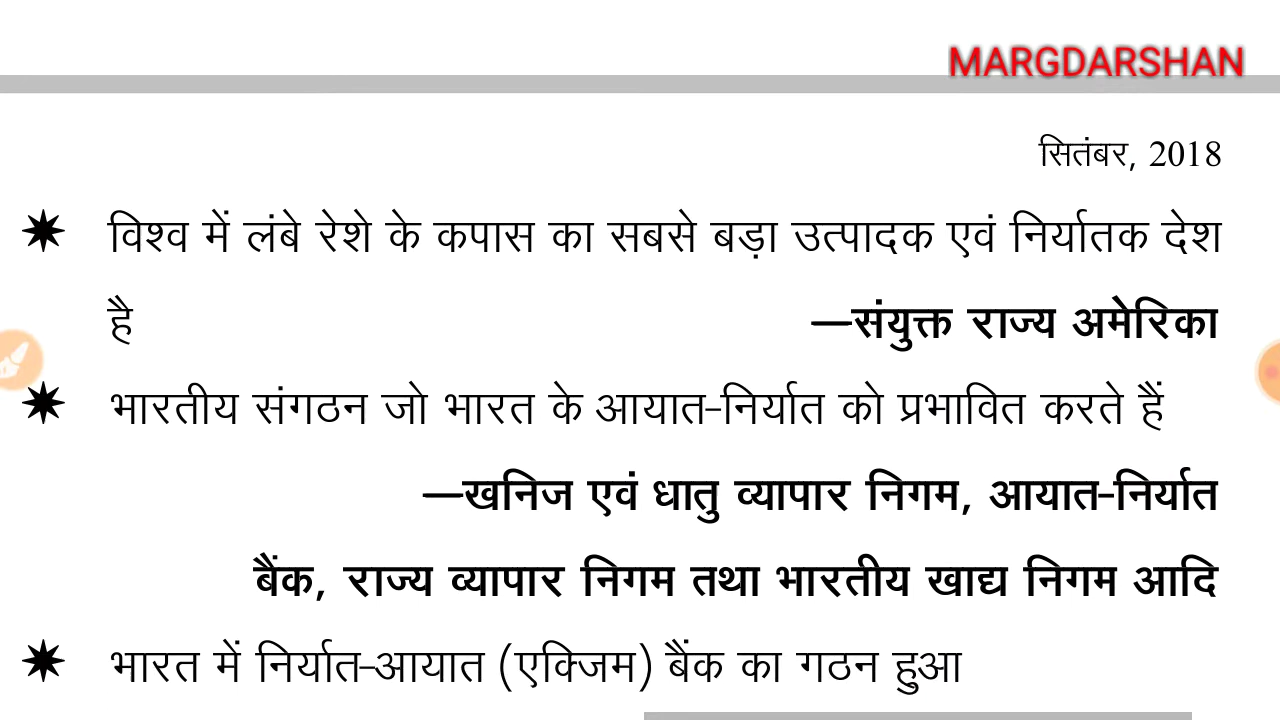 MARGDARSHAN
सितंबर, 2018
विश्व में लंबे रेशे के कपास का सबसे बड़ा उत्पादक एवं निर्यातक देश
है —संयुक्त राज्य अमेरिका
भारतीय संगठन जो भारत के आयात-निर्यात को प्रभावित करते हैं
—खनिज एवं धातु व्यापार निगम, आयात-निर्यात
बैंक, राज्य व्यापार निगम तथा भारतीय खाद्य निगम आदि
भारत में निर्यात-आयात (एक्जिम) बैंक का गठन हुआ